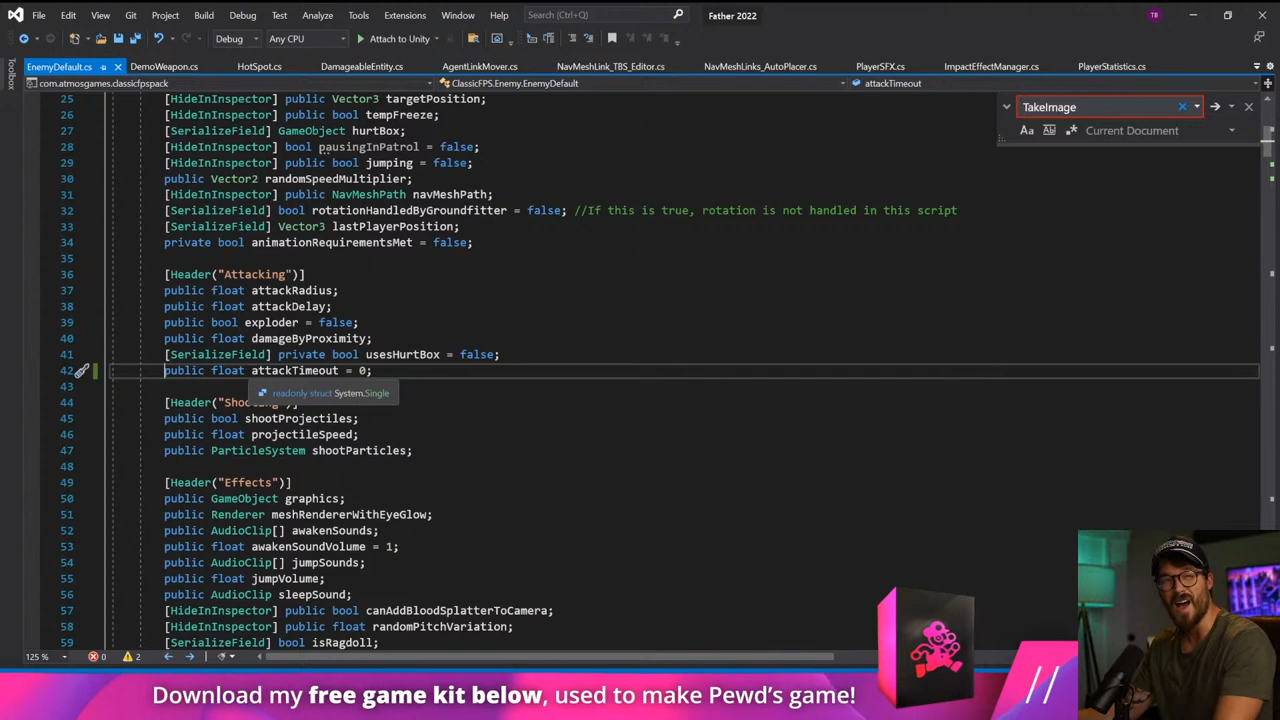 File Edit View Git Project Build Debug Test Analyze Tools Extensions Window Help Search (Ctrl+Q) Father 2022 TB
Debug Any CPU Attach to Unity
EnemyDefault.cs DemoWeapon.cs HotSpot.cs DamageableEntity.cs AgentLinkMover.cs NavMeshLink_TBS_Editor.cs NavMeshLinks_AutoPlacer.cs PlayerSFX.cs ImpactEffectManager.cs PlayerStatistics.cs
Toolbox
com.atmosgames.classicfpspack ClassicFPS.Enemy.EnemyDefault attackTimeout
TakeImage
Aa Current Document
25 [HideInInspector] public Vector3 targetPosition;
26 [HideInInspector] public bool tempFreeze;
27 [SerializeField] GameObject hurtBox;
28 [HideInInspector] bool pausingInPatrol = false;
29 [HideInInspector] public bool jumping = false;
30 public Vector2 randomSpeedMultiplier;
31 [HideInInspector] public NavMeshPath navMeshPath;
32 [SerializeField] bool rotationHandledByGroundfitter = false; //If this is true, rotation is not handled in this script
33 [SerializeField] Vector3 lastPlayerPosition;
34 private bool animationRequirementsMet = false;
35
36 [Header("Attacking")]
37 public float attackRadius;
38 public float attackDelay;
39 public bool exploder = false;
40 public float damageByProximity;
41 [SerializeField] private bool usesHurtBox = false;
42 public float attackTimeout = 0;
43
readonly struct System.Single
44 [Header("Shooting")]
45 public bool shootProjectiles;
46 public float projectileSpeed;
47 public ParticleSystem shootParticles;
48
49 [Header("Effects")]
50 public GameObject graphics;
51 public Renderer meshRendererWithEyeGlow;
52 public AudioClip[] awakenSounds;
53 public float awakenSoundVolume = 1;
54 public AudioClip[] jumpSounds;
55 public float jumpVolume;
56 public AudioClip sleepSound;
57 [HideInInspector] public bool canAddBloodSplatterToCamera;
58 [HideInInspector] public float randomPitchVariation;
59 [SerializeField] bool isRagdoll;
125 % 0 2
Download my free game kit below, used to make Pewd's game!
//